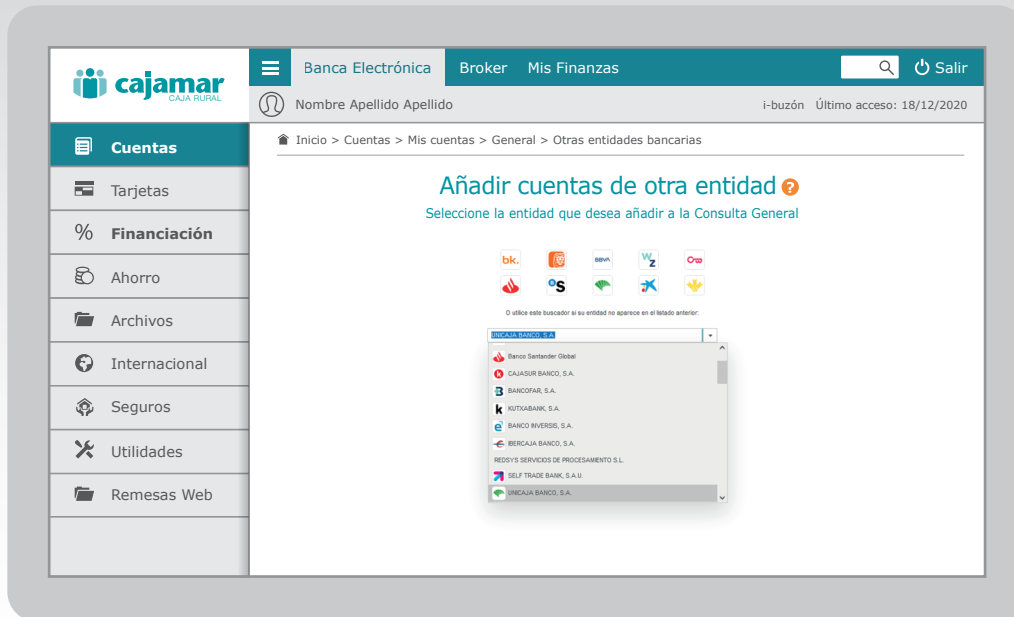 cajamar
CAJA RURAL
Banca Electrónica Broker Mis Finanzas Salir
Nombre Apellido Apellido i-buzón Último acceso: 18/12/2020
Inicio > Cuentas > Mis cuentas > General > Otras entidades bancarias
Cuentas
Tarjetas
% Financiación
Ahorro
Archivos
Internacional
Seguros
Utilidades
Remesas Web
Añadir cuentas de otra entidad ?
Seleccione la entidad que desea añadir a la Consulta General
bk. BBVA WZ
S
O utilice este buscador si su entidad no aparece en el listado anterior:
UNICAJA BANCO, S.A.
Banco Santander Global
CAJASUR BANCO, S.A.
BANCOFAR, S.A.
k KUTXABANK, S.A.
e BANCO INVERSIS, S.A.
IBERCAJA BANCO, S.A.
REDSYS SERVICIOS DE PROCESAMIENTO S.L.
SELF TRADE BANK, S.A.U.
UNICAJA BANCO, S.A.